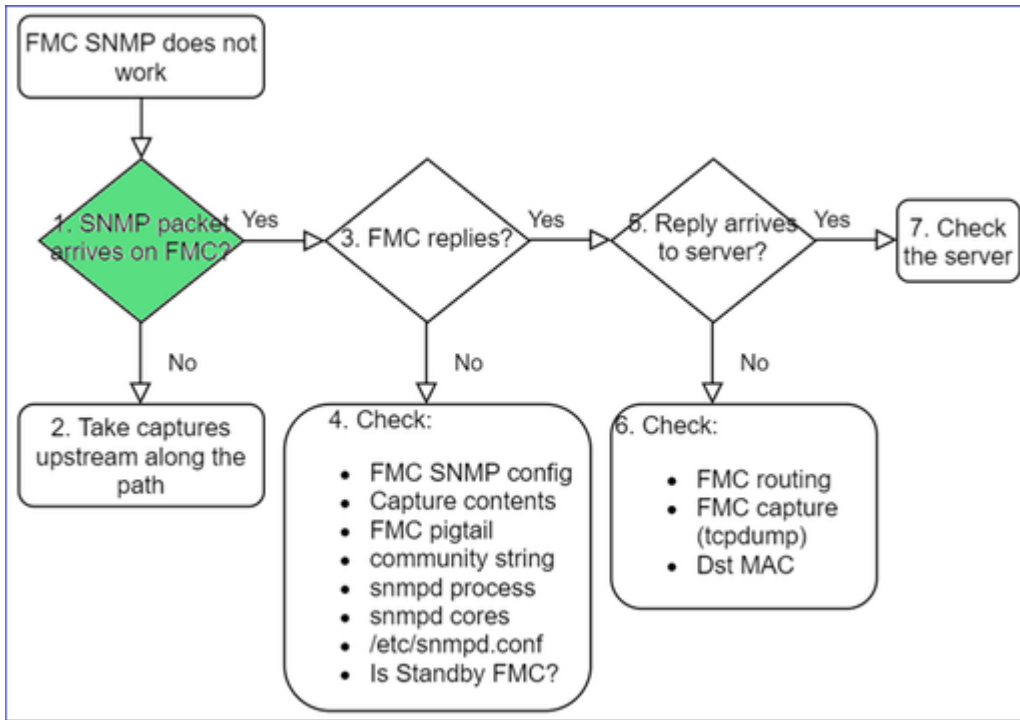 FMC SNMP does not
work
1. SNMP packet
arrives on FMC?
Yes
No
2. Take captures
upstream along the
path
3. FMC replies?
Yes
No
4. Check:
• FMC SNMP config
• Capture contents
• FMC pigtail
• community string
• snmpd process
• snmpd cores
• /etc/snmpd.conf
• Is Standby FMC?
5. Reply arrives
to server?
Yes
No
6. Check:
• FMC routing
• FMC capture
(tcpdump)
• Dst MAC
7. Check
the server